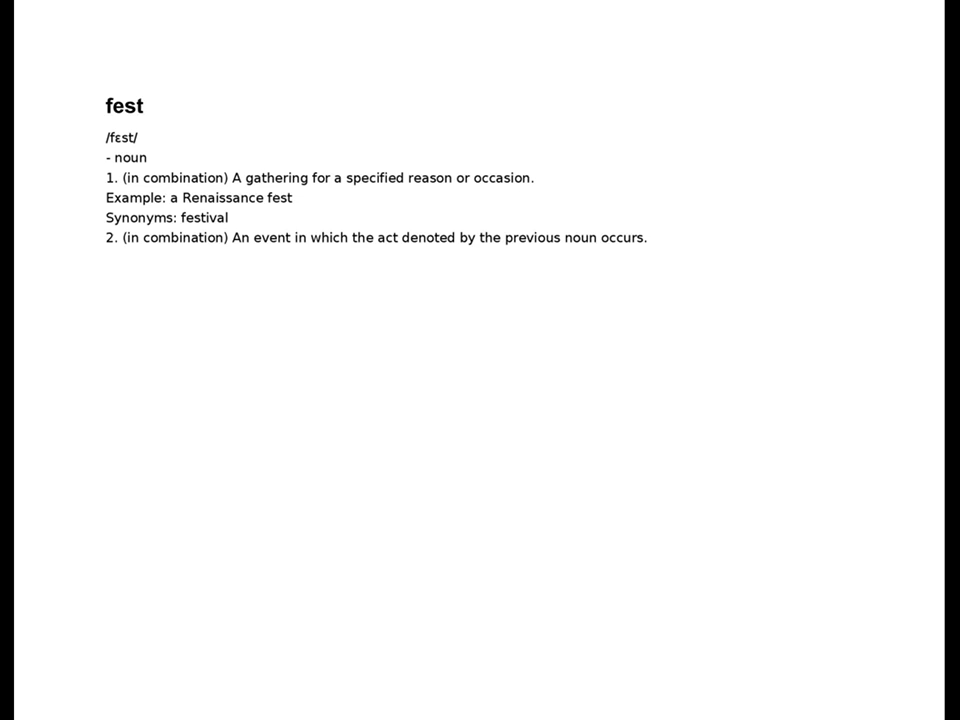 fest
/fɛst/
- noun
1. (in combination) A gathering for a specified reason or occasion.
Example: a Renaissance fest
Synonyms: festival
2. (in combination) An event in which the act denoted by the previous noun occurs.